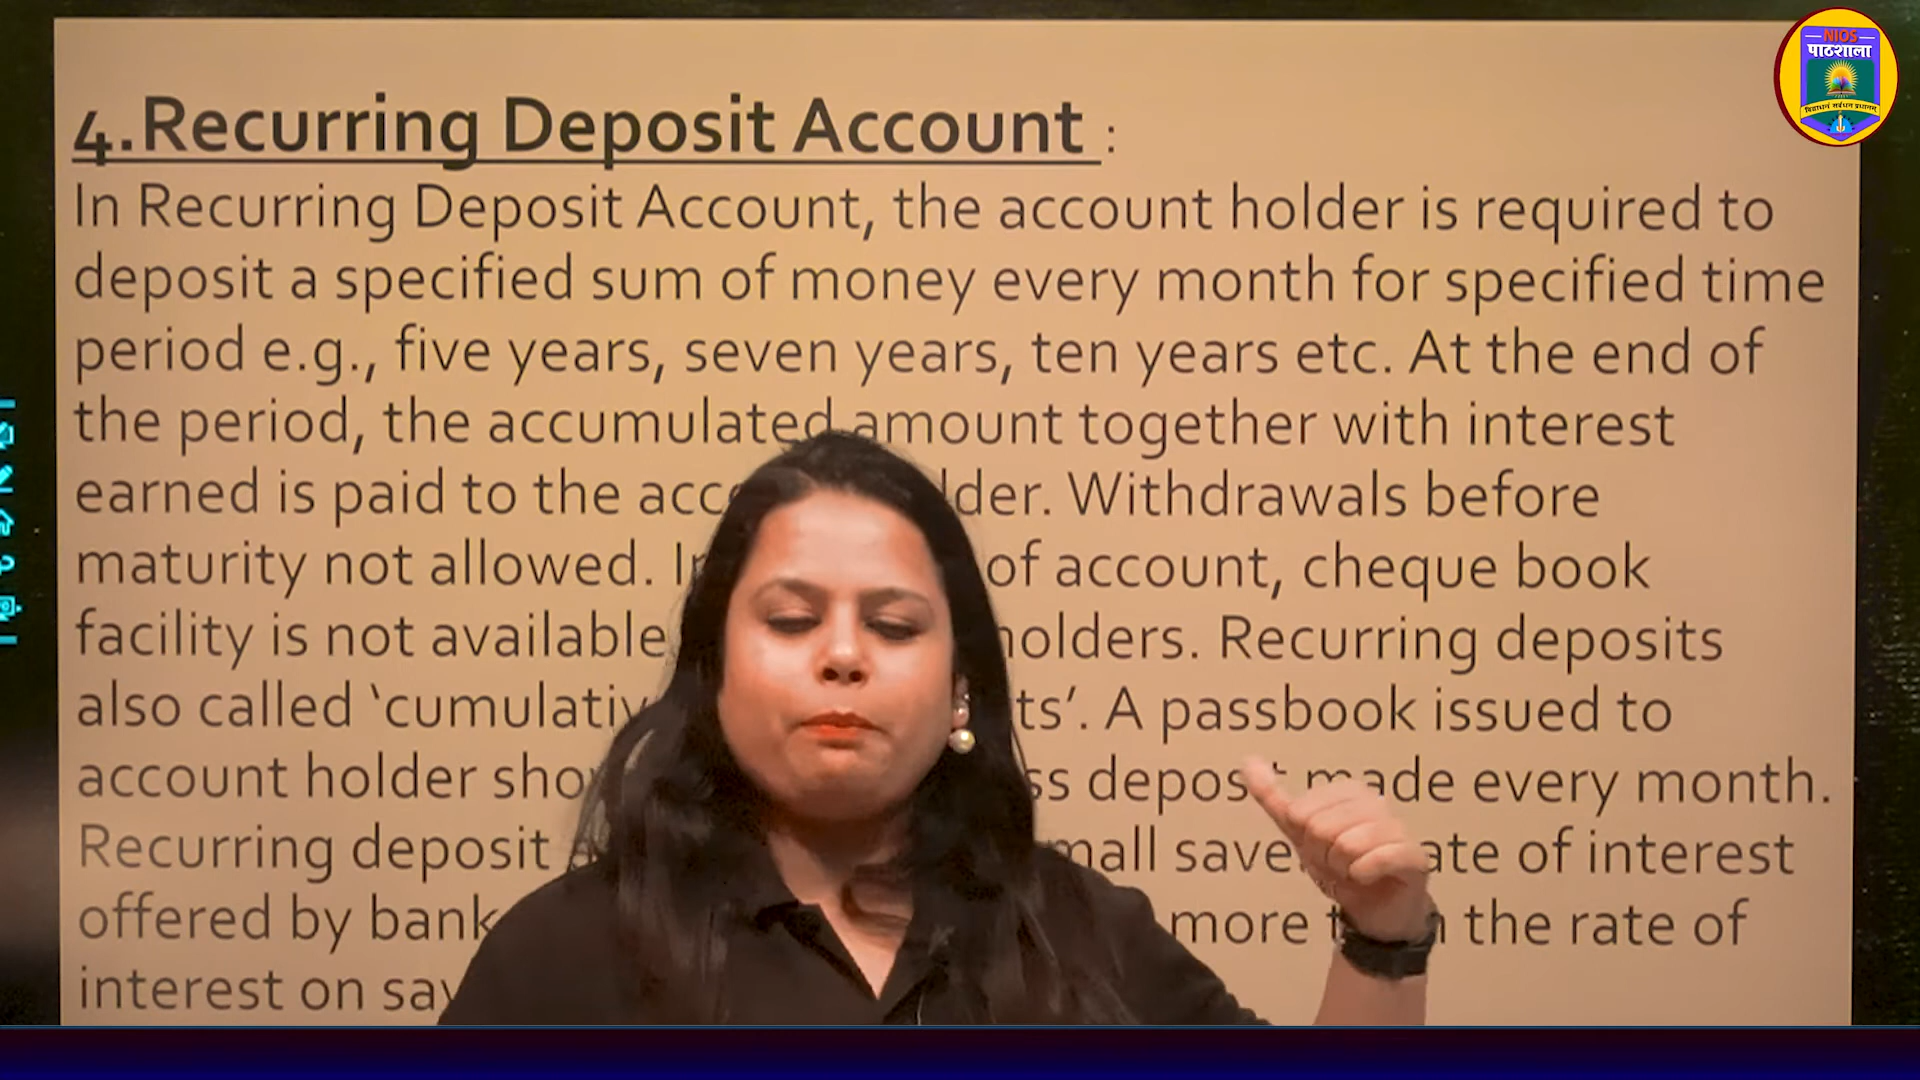 NIOS
पाठशाला
4.Recurring Deposit Account :
In Recurring Deposit Account, the account holder is required to
deposit a specified sum of money every month for specified time
period e.g., five years, seven years, ten years etc. At the end of
the period, the accumulated amount together with interest
earned is paid to the der. Withdrawals before
maturity not allowed. of account, cheque book
facility is not available holders. Recurring deposits
also called ‘cumulativ ts’. A passbook issued to
account holder sho ss deposit made every month.
Recurring deposit mall save ate of interest
offered by bank more the rate of
interest on sav